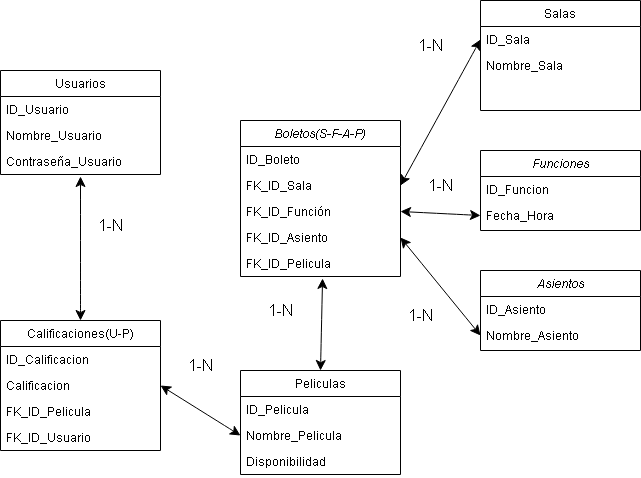 Salas
ID_Sala
Nombre_Sala
1-N
Usuarios
ID_Usuario
Nombre_Usuario
Contraseña_Usuario
Boletos(S-F-A-P)
ID_Boleto
FK_ID_Sala
FK_ID_Función
FK_ID_Asiento
FK_ID_Pelicula
1-N
Funciones
ID_Funcion
Fecha_Hora
1-N
Asientos
ID_Asiento
Nombre_Asiento
1-N
1-N
Calificaciones(U-P)
ID_Calificacion
Calificacion
FK_ID_Pelicula
FK_ID_Usuario
1-N
Peliculas
ID_Pelicula
Nombre_Pelicula
Disponibilidad